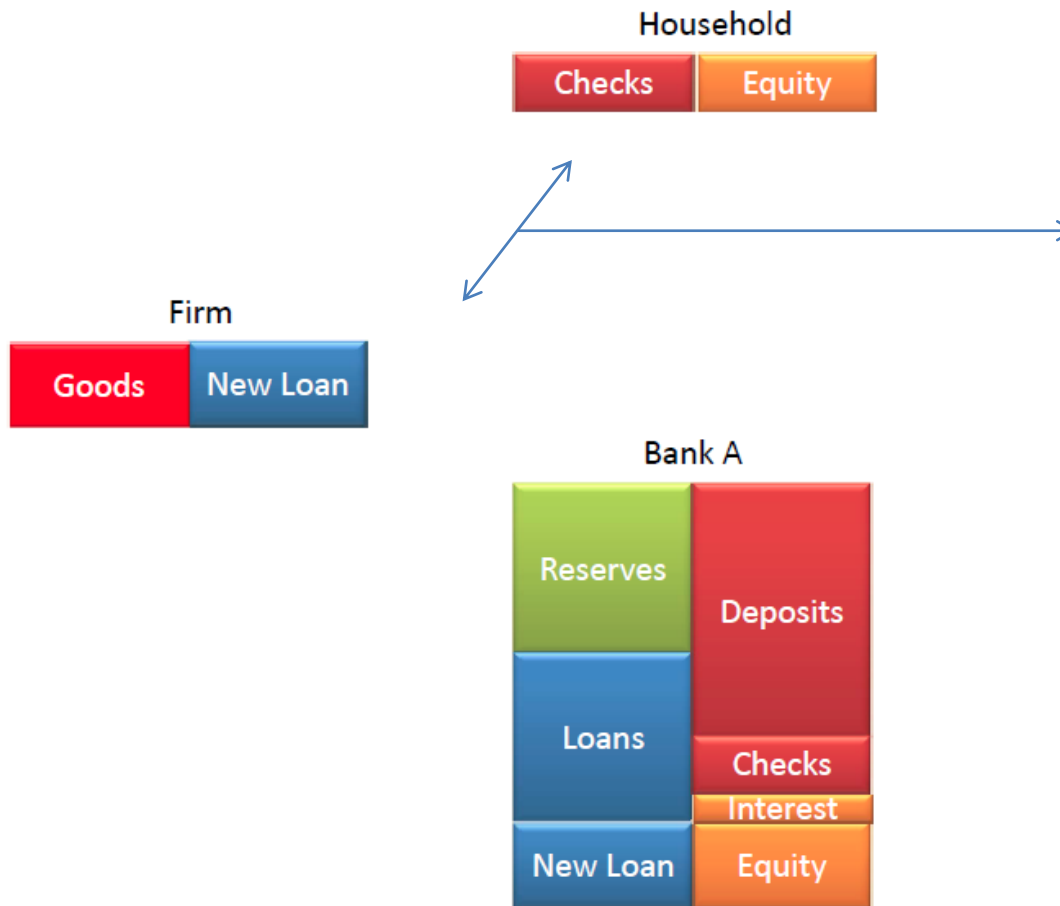 Household
Checks Equity
Firm
Goods New Loan
Bank A
Reserves
Deposits
Loans
Checks
Interest
New Loan Equity